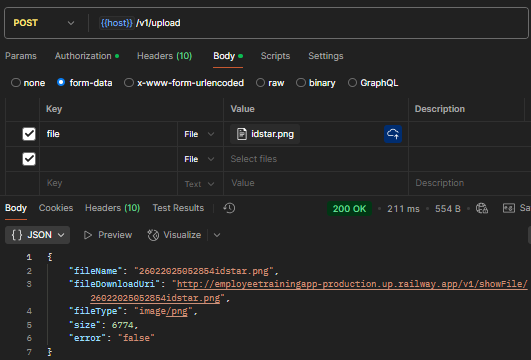 POST {{host}} /v1/upload
Params Authorization Headers (10) Body Scripts Settings
none form-data x-www-form-urlencoded raw binary GraphQL
Key Value Description
file File idstar.png
File Select files
Key Text Value Description
Body Cookies Headers (10) Test Results 200 OK 211 ms 554 B
{} JSON Preview Visualize
1 {
2 "fileName": "26022025052854idstar.png",
3 "fileDownloadUri": "http://employeetrainingapp-production.up.railway.app/v1/showFile/
26022025052854idstar.png",
4 "fileType": "image/png",
5 "size": 6774,
6 "error": "false"
7 }